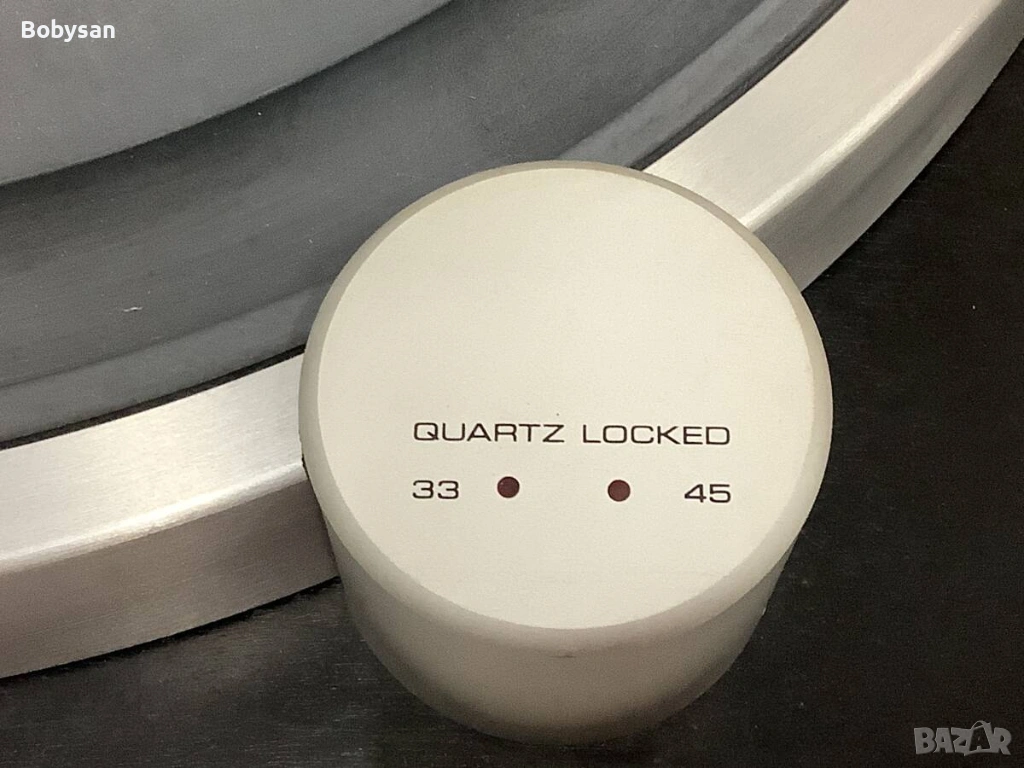 Bobysan
QUARTZ LOCKED
33 45
BAZAR